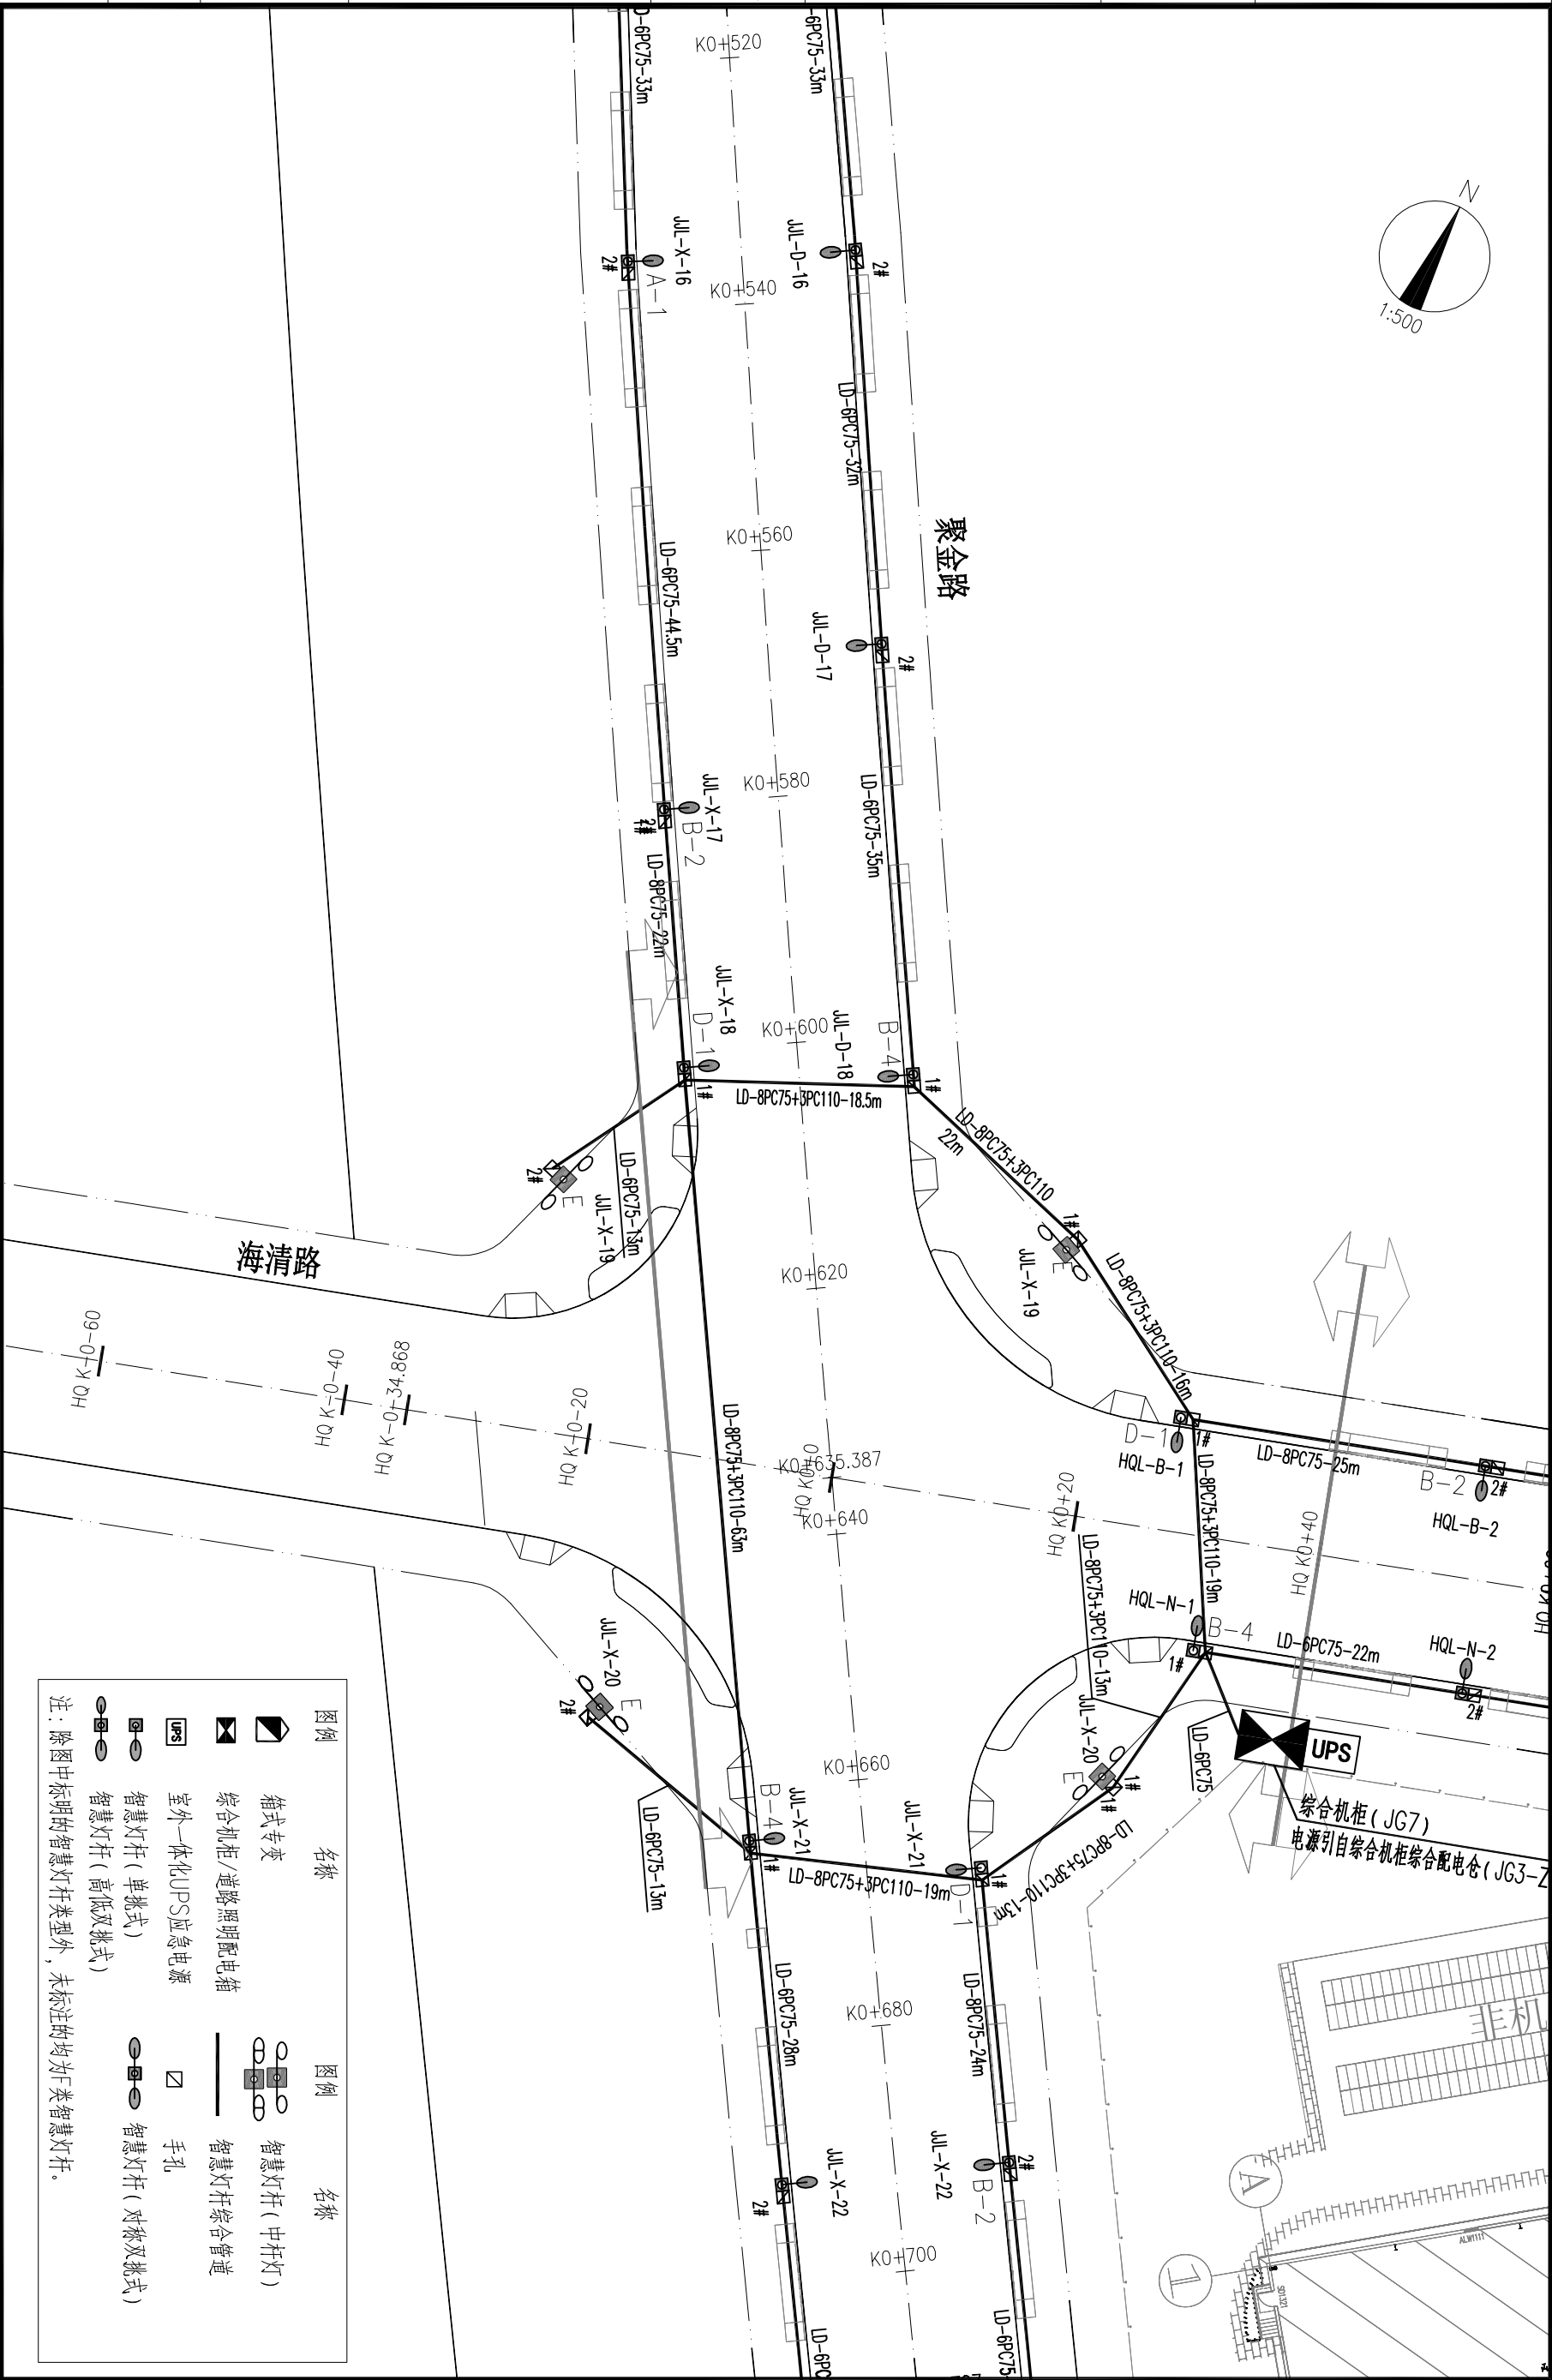 LD-6PC75-33m
K0+520
6PC75-33m
N
1:500
JJL-X-16
2#
A-1
K0+540
JJL-D-16
2#
LD-6PC75-32m
聚金路
LD-6PC75-44.5m
K0+560
JJL-D-17
2#
K0+580
LD-6PC75-35m
JJL-X-17
B-2
1#
2#
LD-8PC75-22m
JJL-X-18
D-1
1#
K0+600
JJL-D-18
B-4
1#
LD-8PC75+3PC110-18.5m
LD-8PC75+3PC110
22m
2#
E
LD-6PC75-13m
JJL-X-19
1#
E
JJL-X-19
LD-8PC75+3PC110-16m
海清路
K0+620
HQ K-0-60
HQ K-0-40
HQ K-0+34.868
HQ K-0-20
LD-8PC75+3PC110-63m
K0+635.387
K0+640
HQ K0+20
D-1
1#
HQL-B-1
LD-8PC75-25m
B-2
2#
HQL-B-2
LD-8PC75+3PC110-19m
HQ K0+40
LD-8PC75+3PC110-13m
HQL-N-1
B-4
1#
LD-6PC75-22m
HQL-N-2
2#
JJL-X-20
E
2#
LD-6PC75-13m
K0+660
JJL-X-20
E
1#
1#
LD-6PC75
UPS
综合机柜(JG7)
电源引自综合机柜综合配电仓(JG3-Z
B-4
JJL-X-21
1#
LD-8PC75+3PC110-19m
JJL-X-21
1#
D-1
LD-8PC75+3PC110-13m
LD-6PC75-28m
K0+680
LD-8PC75-24m
非机
JJL-X-22
2#
JJL-X-22
B-2
2#
K0+700
A
1
ALW1111
LD-6PC
LD-6PC75-
图例 名称 图例 名称
箱式专变 智慧灯杆(中杆灯)
综合机柜/道路照明配电箱 智慧灯杆综合管道
UPS 室外一体化UPS应急电源 手孔
智慧灯杆(单挑式) 智慧灯杆(对称双挑式)
智慧灯杆(高低双挑式)
注:除图中标明的智慧灯杆类型外,未标注的均为F类智慧灯杆。